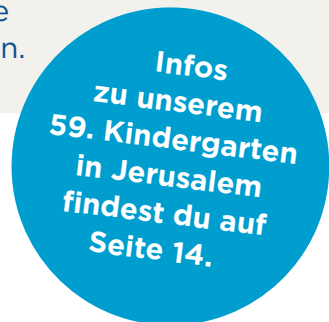 e
n.
Infos
zu unserem
59. Kindergarten
in Jerusalem
findest du auf
Seite 14.